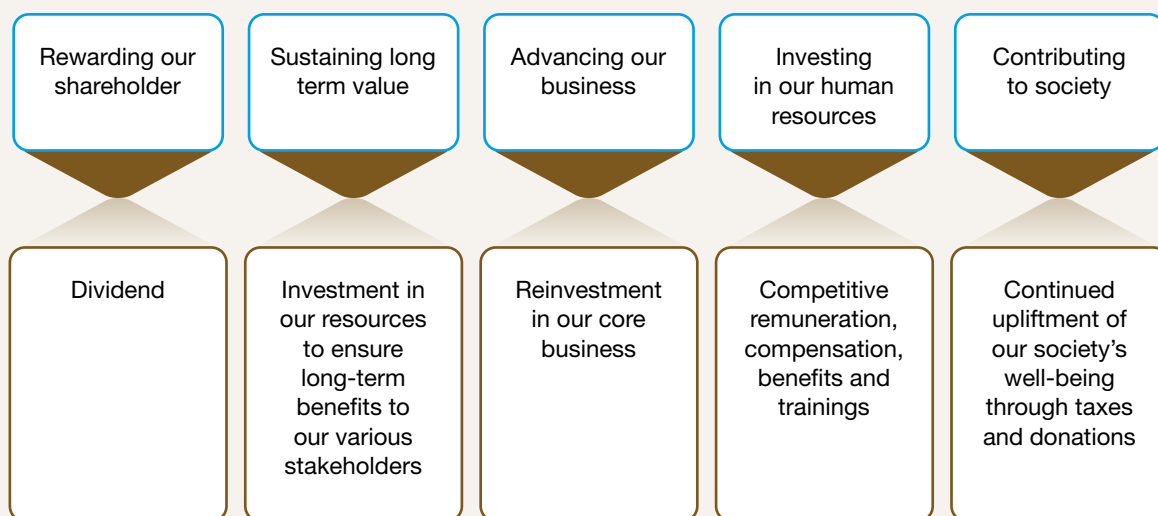 Rewarding our
shareholder
Sustaining long
term value
Advancing our
business
Investing
in our human
resources
Contributing
to society
Dividend
Investment in
our resources
to ensure
long-term
benefits to
our various
stakeholders
Reinvestment
in our core
business
Competitive
remuneration,
compensation,
benefits and
trainings
Continued
upliftment of
our society’s
well-being
through taxes
and donations